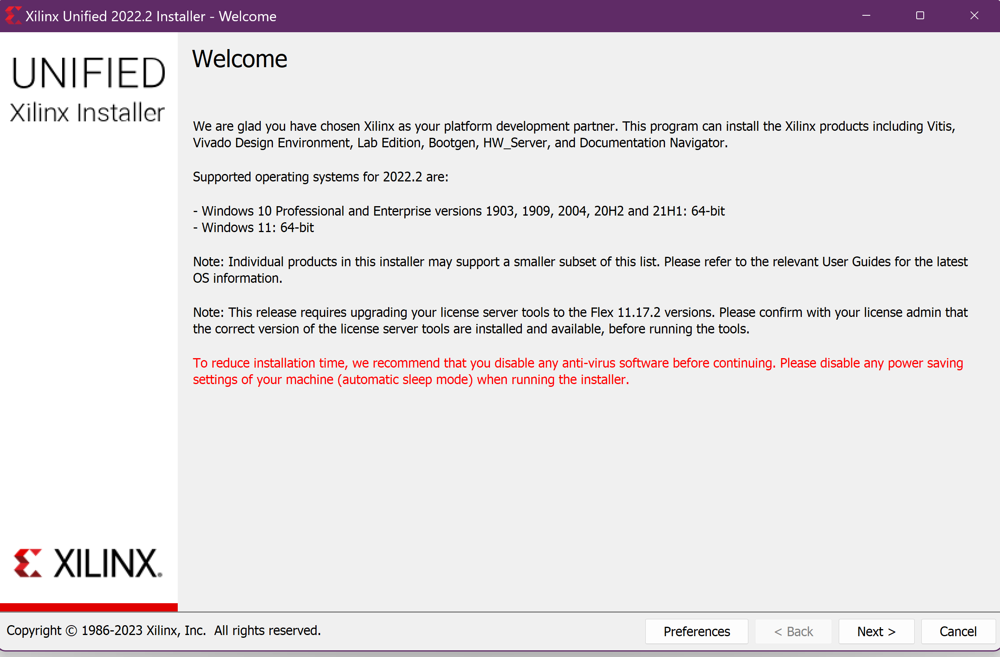 Xilinx Unified 2022.2 Installer - Welcome
UNIFIED
Xilinx Installer
Welcome
We are glad you have chosen Xilinx as your platform development partner. This program can install the Xilinx products including Vitis,
Vivado Design Environment, Lab Edition, Bootgen, HW_Server, and Documentation Navigator.
Supported operating systems for 2022.2 are:
- Windows 10 Professional and Enterprise versions 1903, 1909, 2004, 20H2 and 21H1: 64-bit
- Windows 11: 64-bit
Note: Individual products in this installer may support a smaller subset of this list. Please refer to the relevant User Guides for the latest
OS information.
Note: This release requires upgrading your license server tools to the Flex 11.17.2 versions. Please confirm with your license admin that
the correct version of the license server tools are installed and available, before running the tools.
To reduce installation time, we recommend that you disable any anti-virus software before continuing. Please disable any power saving
settings of your machine (automatic sleep mode) when running the installer.
XILINX.
Copyright © 1986-2023 Xilinx, Inc.  All rights reserved.
Preferences
< Back
Next >
Cancel